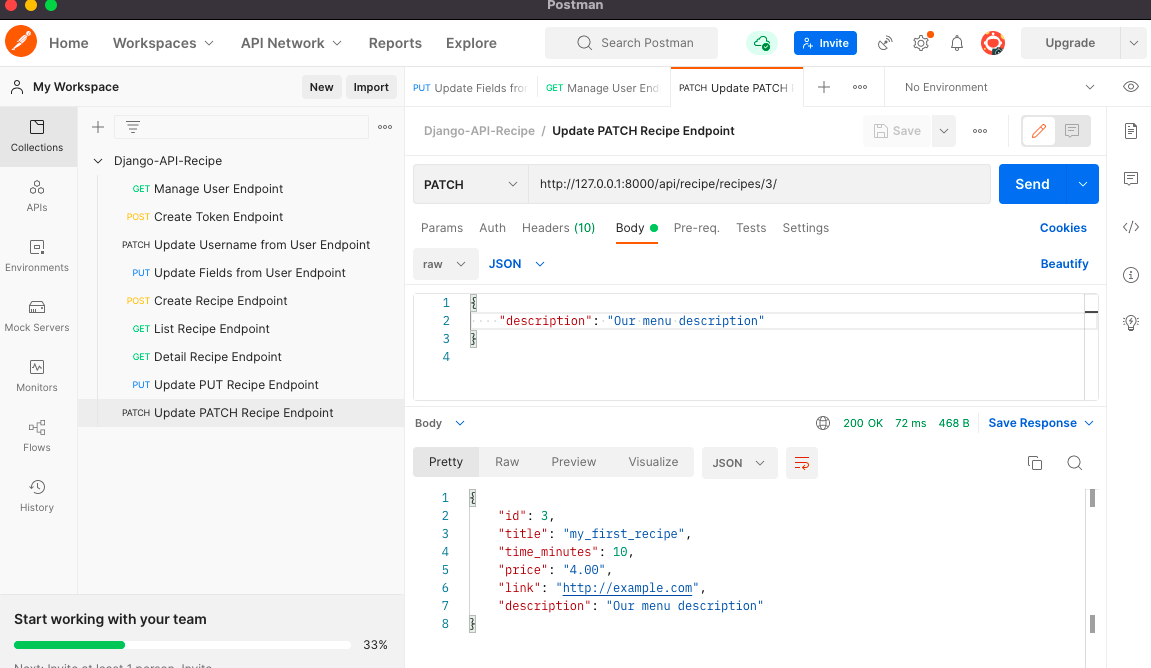 Postman
Home Workspaces API Network Reports Explore Search Postman Invite Upgrade
My Workspace New Import
PUT Update Fields from GET Manage User End PATCH Update PATCH No Environment
Collections
APIs
Environments
Mock Servers
Monitors
Flows
History
Django-API-Recipe
GET Manage User Endpoint
POST Create Token Endpoint
PATCH Update Username from User Endpoint
PUT Update Fields from User Endpoint
POST Create Recipe Endpoint
GET List Recipe Endpoint
GET Detail Recipe Endpoint
PUT Update PUT Recipe Endpoint
PATCH Update PATCH Recipe Endpoint
Start working with your team
33%
Next: Invite at least 1 person. Invite
Django-API-Recipe / Update PATCH Recipe Endpoint Save
PATCH http://127.0.0.1:8000/api/recipe/recipes/3/ Send
Params Auth Headers (10) Body Pre-req. Tests Settings Cookies
raw JSON Beautify
1 {
2 "description": "Our menu description"
3 }
4
Body 200 OK 72 ms 468 B Save Response
Pretty Raw Preview Visualize JSON
1 {
2 "id": 3,
3 "title": "my_first_recipe",
4 "time_minutes": 10,
5 "price": "4.00",
6 "link": "http://example.com",
7 "description": "Our menu description"
8 }